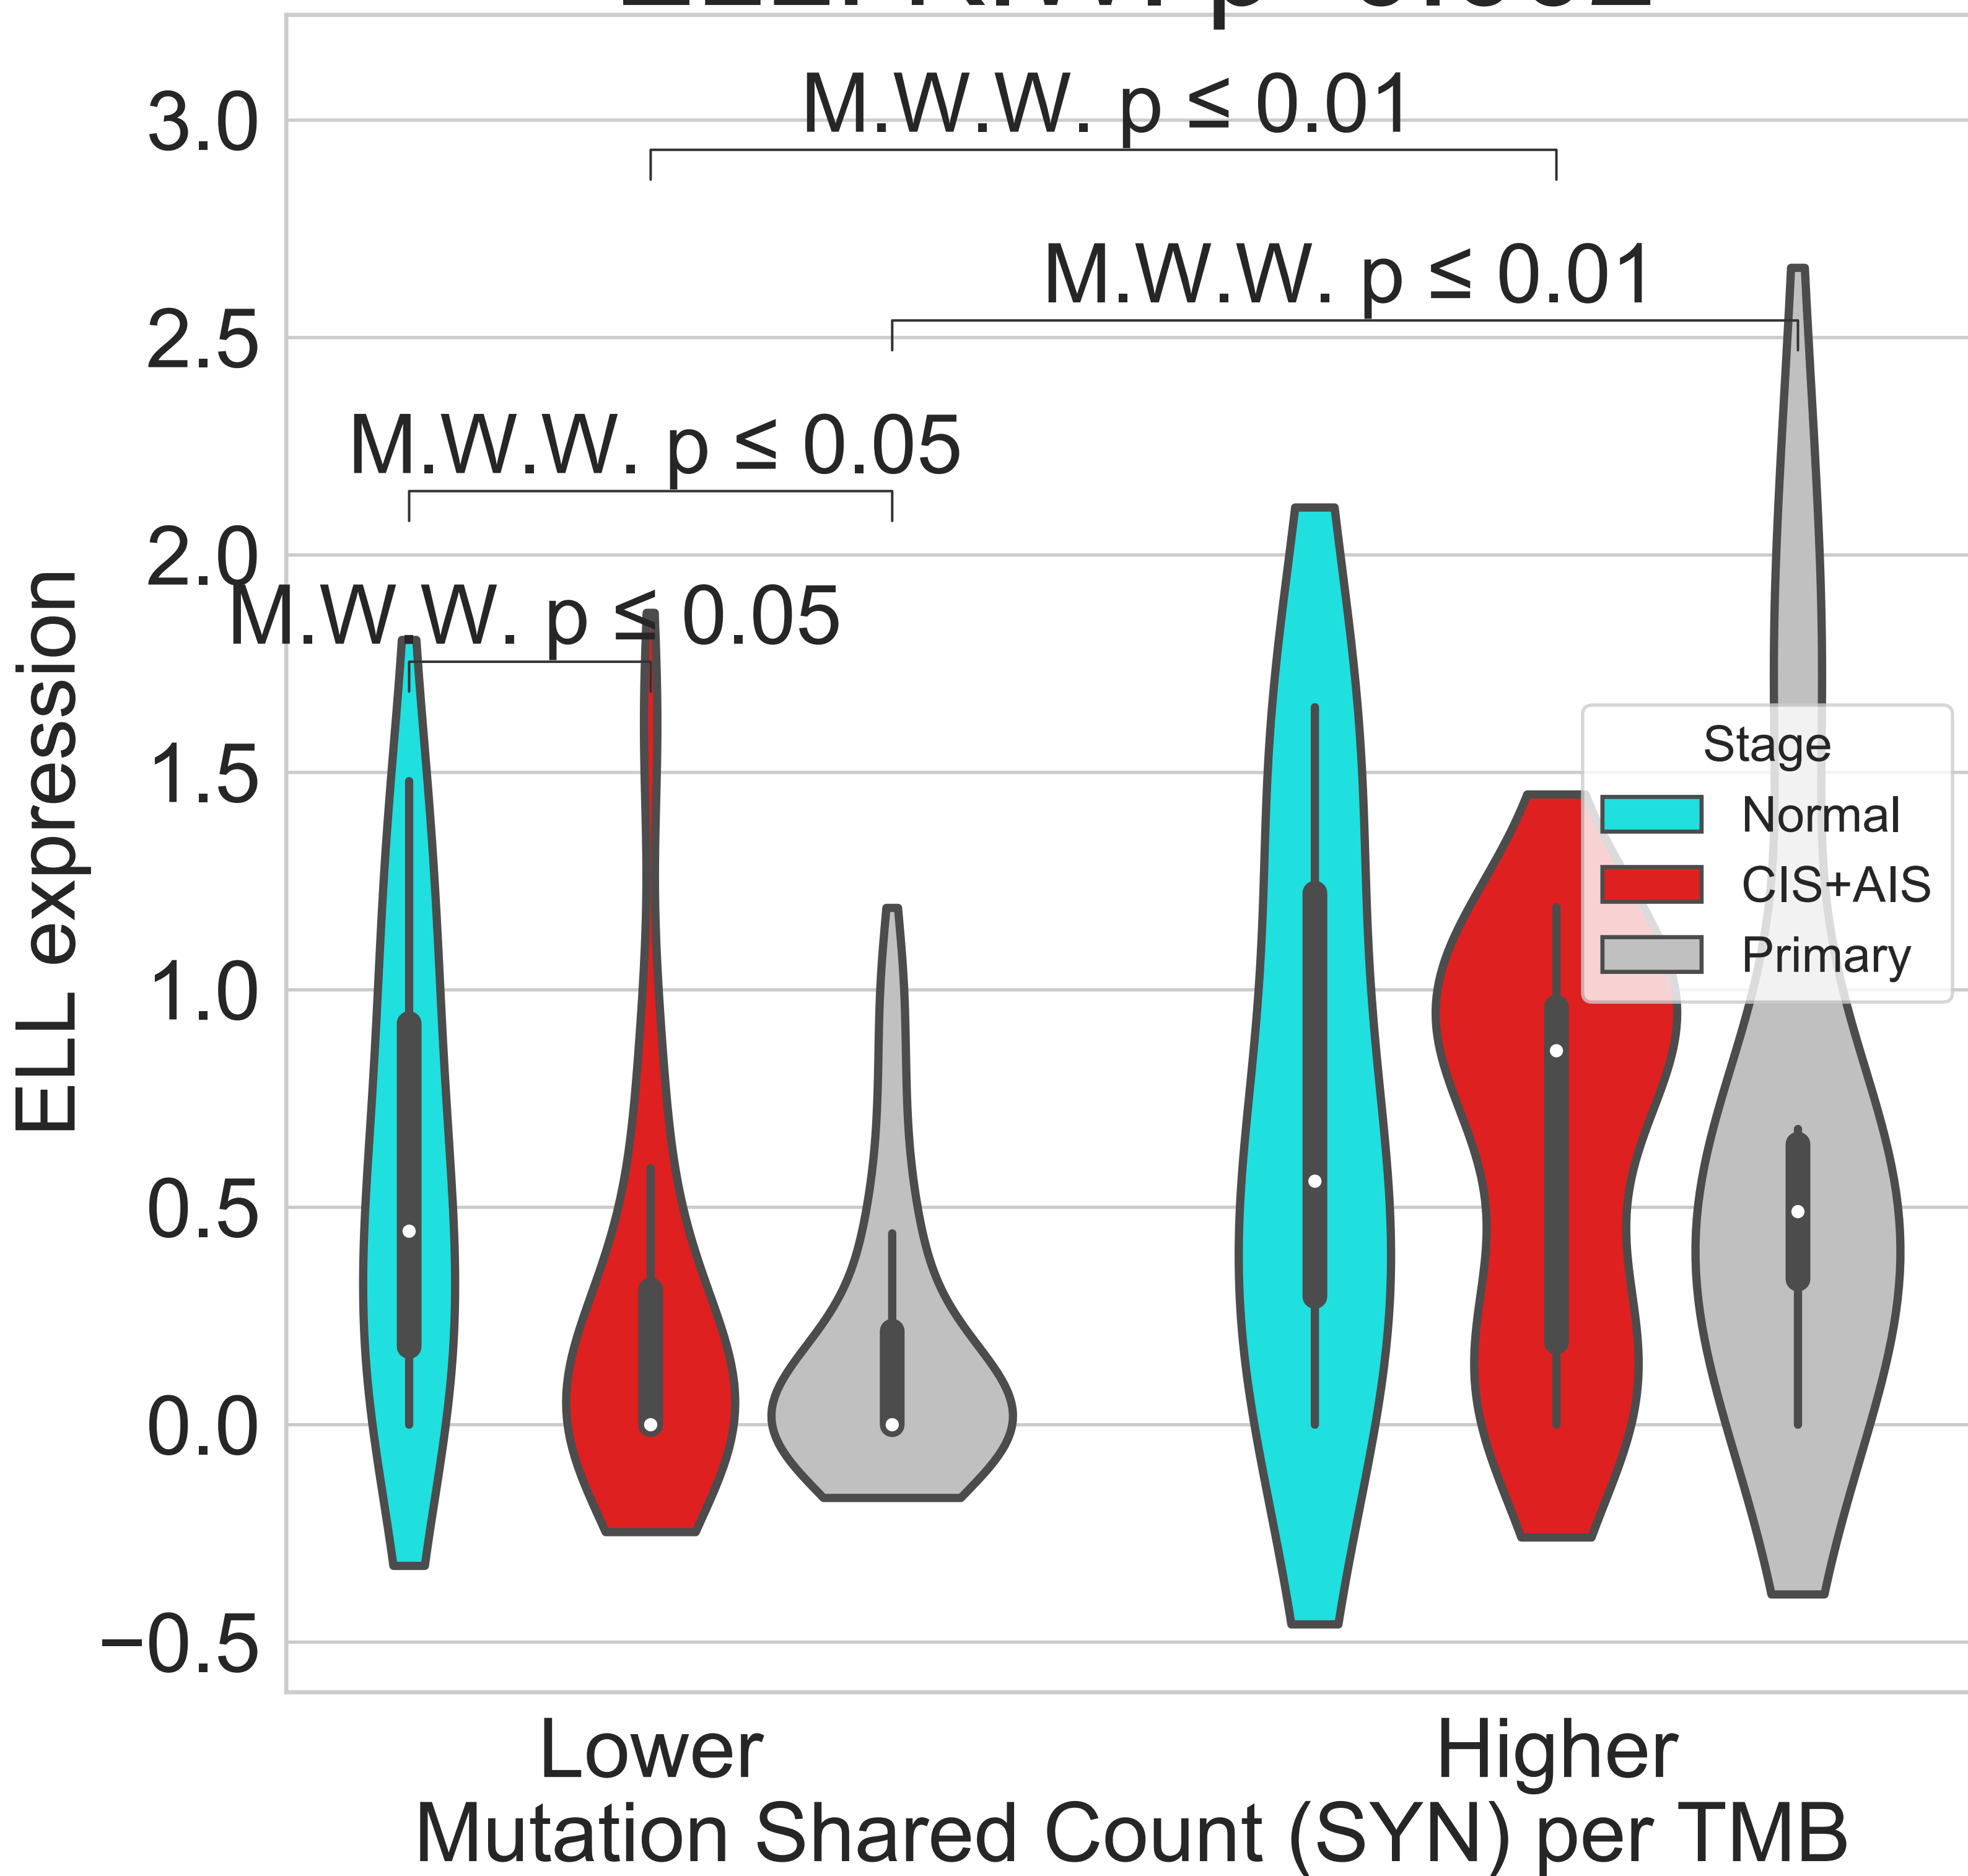 M.W.W. p ≤ 0.01
3.0
M.W.W. p ≤ 0.01
2.5
M.W.W. p ≤ 0.05
2.0
M.W.W. p ≤ 0.05
ELL expression
1.5
1.0
0.5
0.0
−0.5
Stage
Normal
CIS+AIS
Primary
Lower
Higher
Mutation Shared Count (SYN) per TMB